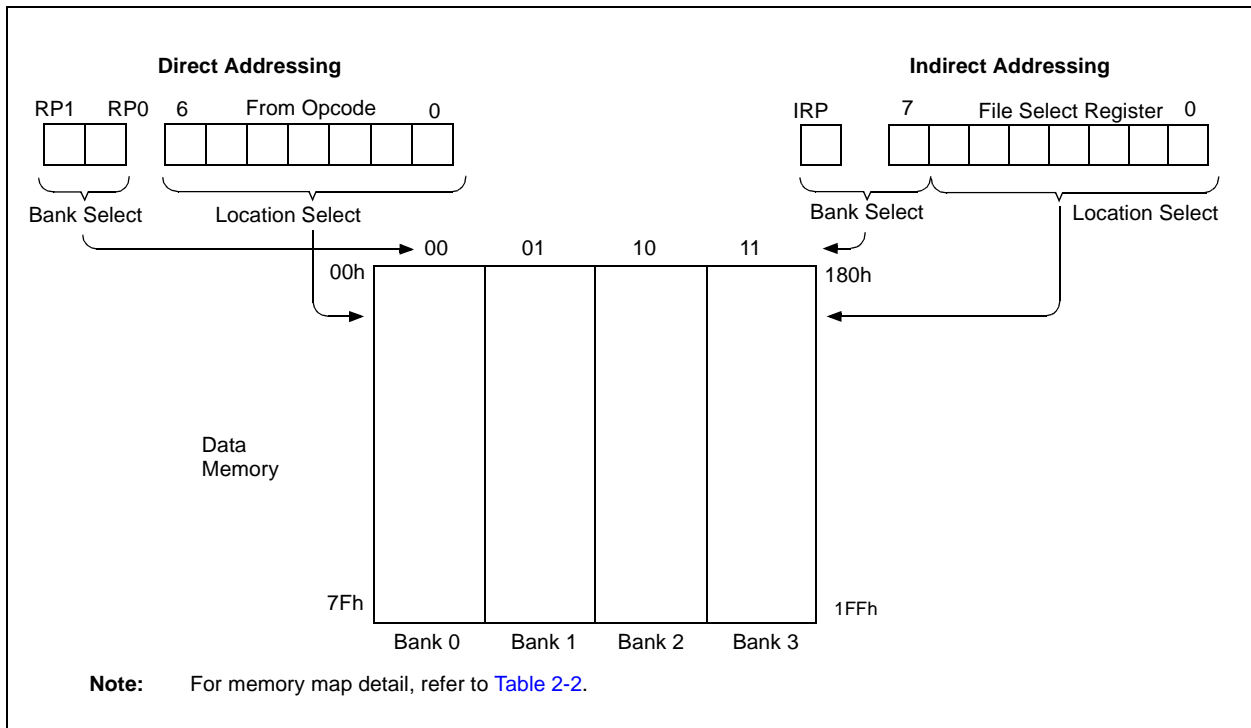 Direct Addressing
Indirect Addressing
RP1 RP0 6 From Opcode 0
IRP 7 File Select Register 0
Bank Select
Location Select
Bank Select
Location Select
00 01 10 11
00h
180h
Data
Memory
7Fh
1FFh
Bank 0 Bank 1 Bank 2 Bank 3
Note: For memory map detail, refer to Table 2-2.